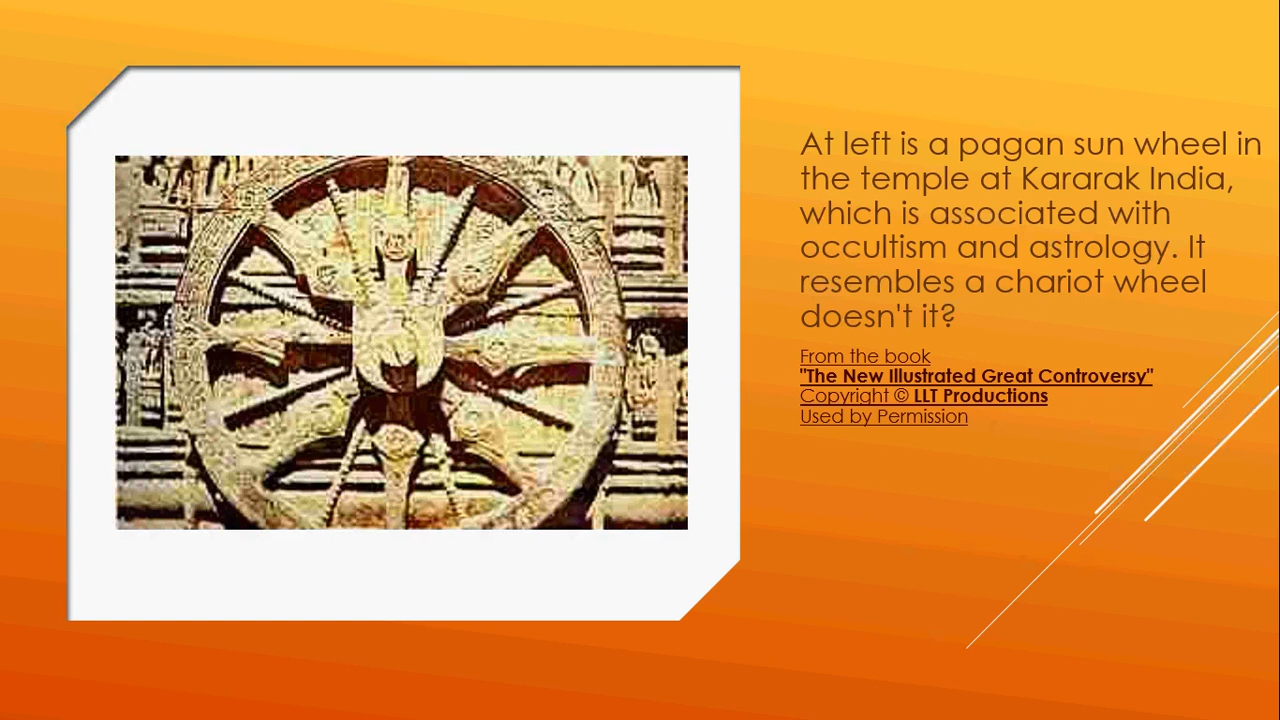 At left is a pagan sun wheel in
the temple at Kararak India,
which is associated with
occultism and astrology. It
resembles a chariot wheel
doesn't it?
From the book
"The New Illustrated Great Controversy"
Copyright © LLT Productions
Used by Permission